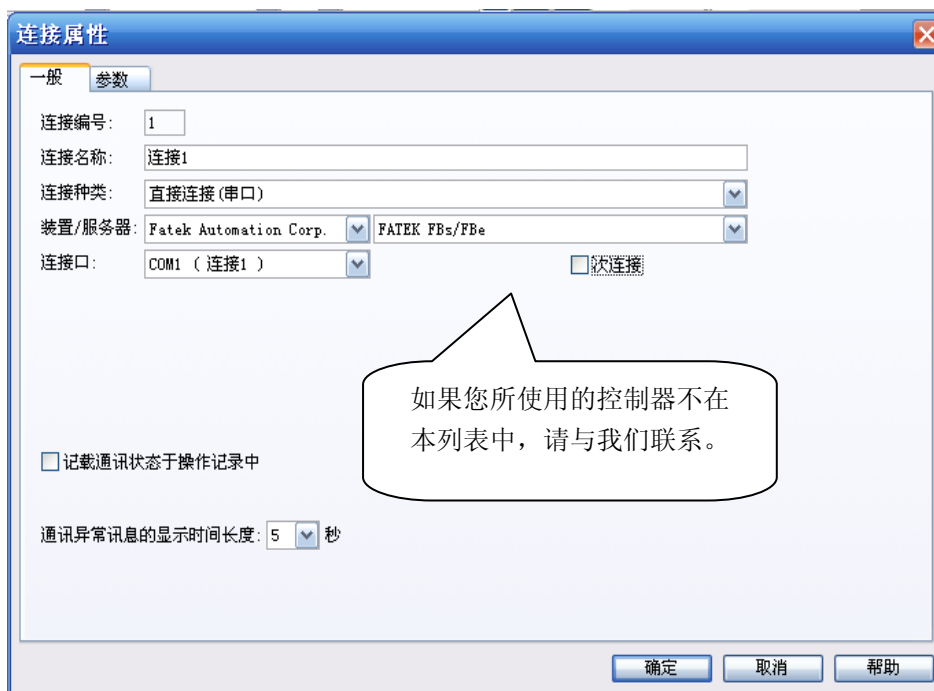 连接属性
一般 参数
连接编号: 1
连接名称: 连接1
连接种类: 直接连接(串口)
装置/服务器: Fatek Automation Corp. FATEK FBs/FBe
连接口: COM1 ( 连接1 ) 次连接
如果您所使用的控制器不在
本列表中，请与我们联系。
记载通讯状态于操作记录中
通讯异常讯息的显示时间长度: 5 秒
确定 取消 帮助